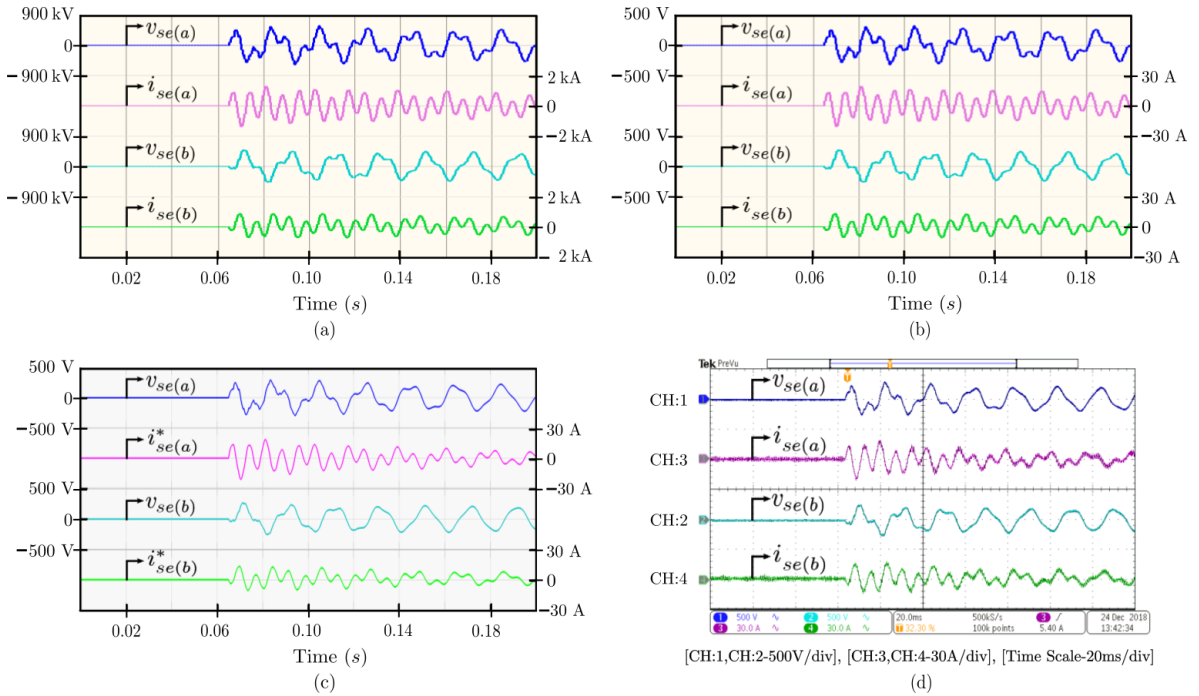 900 kV
0
−900 kV
900 kV
0
−900 kV
v_se(a)
i_se(a)
v_se(b)
i_se(b)
2 kA
0
−2 kA
2 kA
0
2 kA
0.02 0.06 0.10 0.14 0.18
Time (s)
(a)
500 V
0
−500 V
500 V
0
−500 V
v_se(a)
i_se(a)
v_se(b)
i_se(b)
30 A
0
−30 A
30 A
0
−30 A
0.02 0.06 0.10 0.14 0.18
Time (s)
(b)
500 V
0
−500 V
500 V
0
−500 V
v_se(a)
i*_se(a)
v_se(b)
i*_se(b)
30 A
0
−30 A
30 A
0
−30 A
0.02 0.06 0.10 0.14 0.18
Time (s)
(c)
Tek PreVu
CH:1
CH:3
CH:2
CH:4
v_se(a)
i_se(a)
v_se(b)
i_se(b)
1 500 V 2 500 V 20.0ms 500kS/s 3 24 Dec 2018
3 30.0 A 4 30.0 A 32.30 % 100k points 5.40 A 13:42:34
[CH:1,CH:2-500V/div], [CH:3,CH:4-30A/div], [Time Scale-20ms/div]
(d)